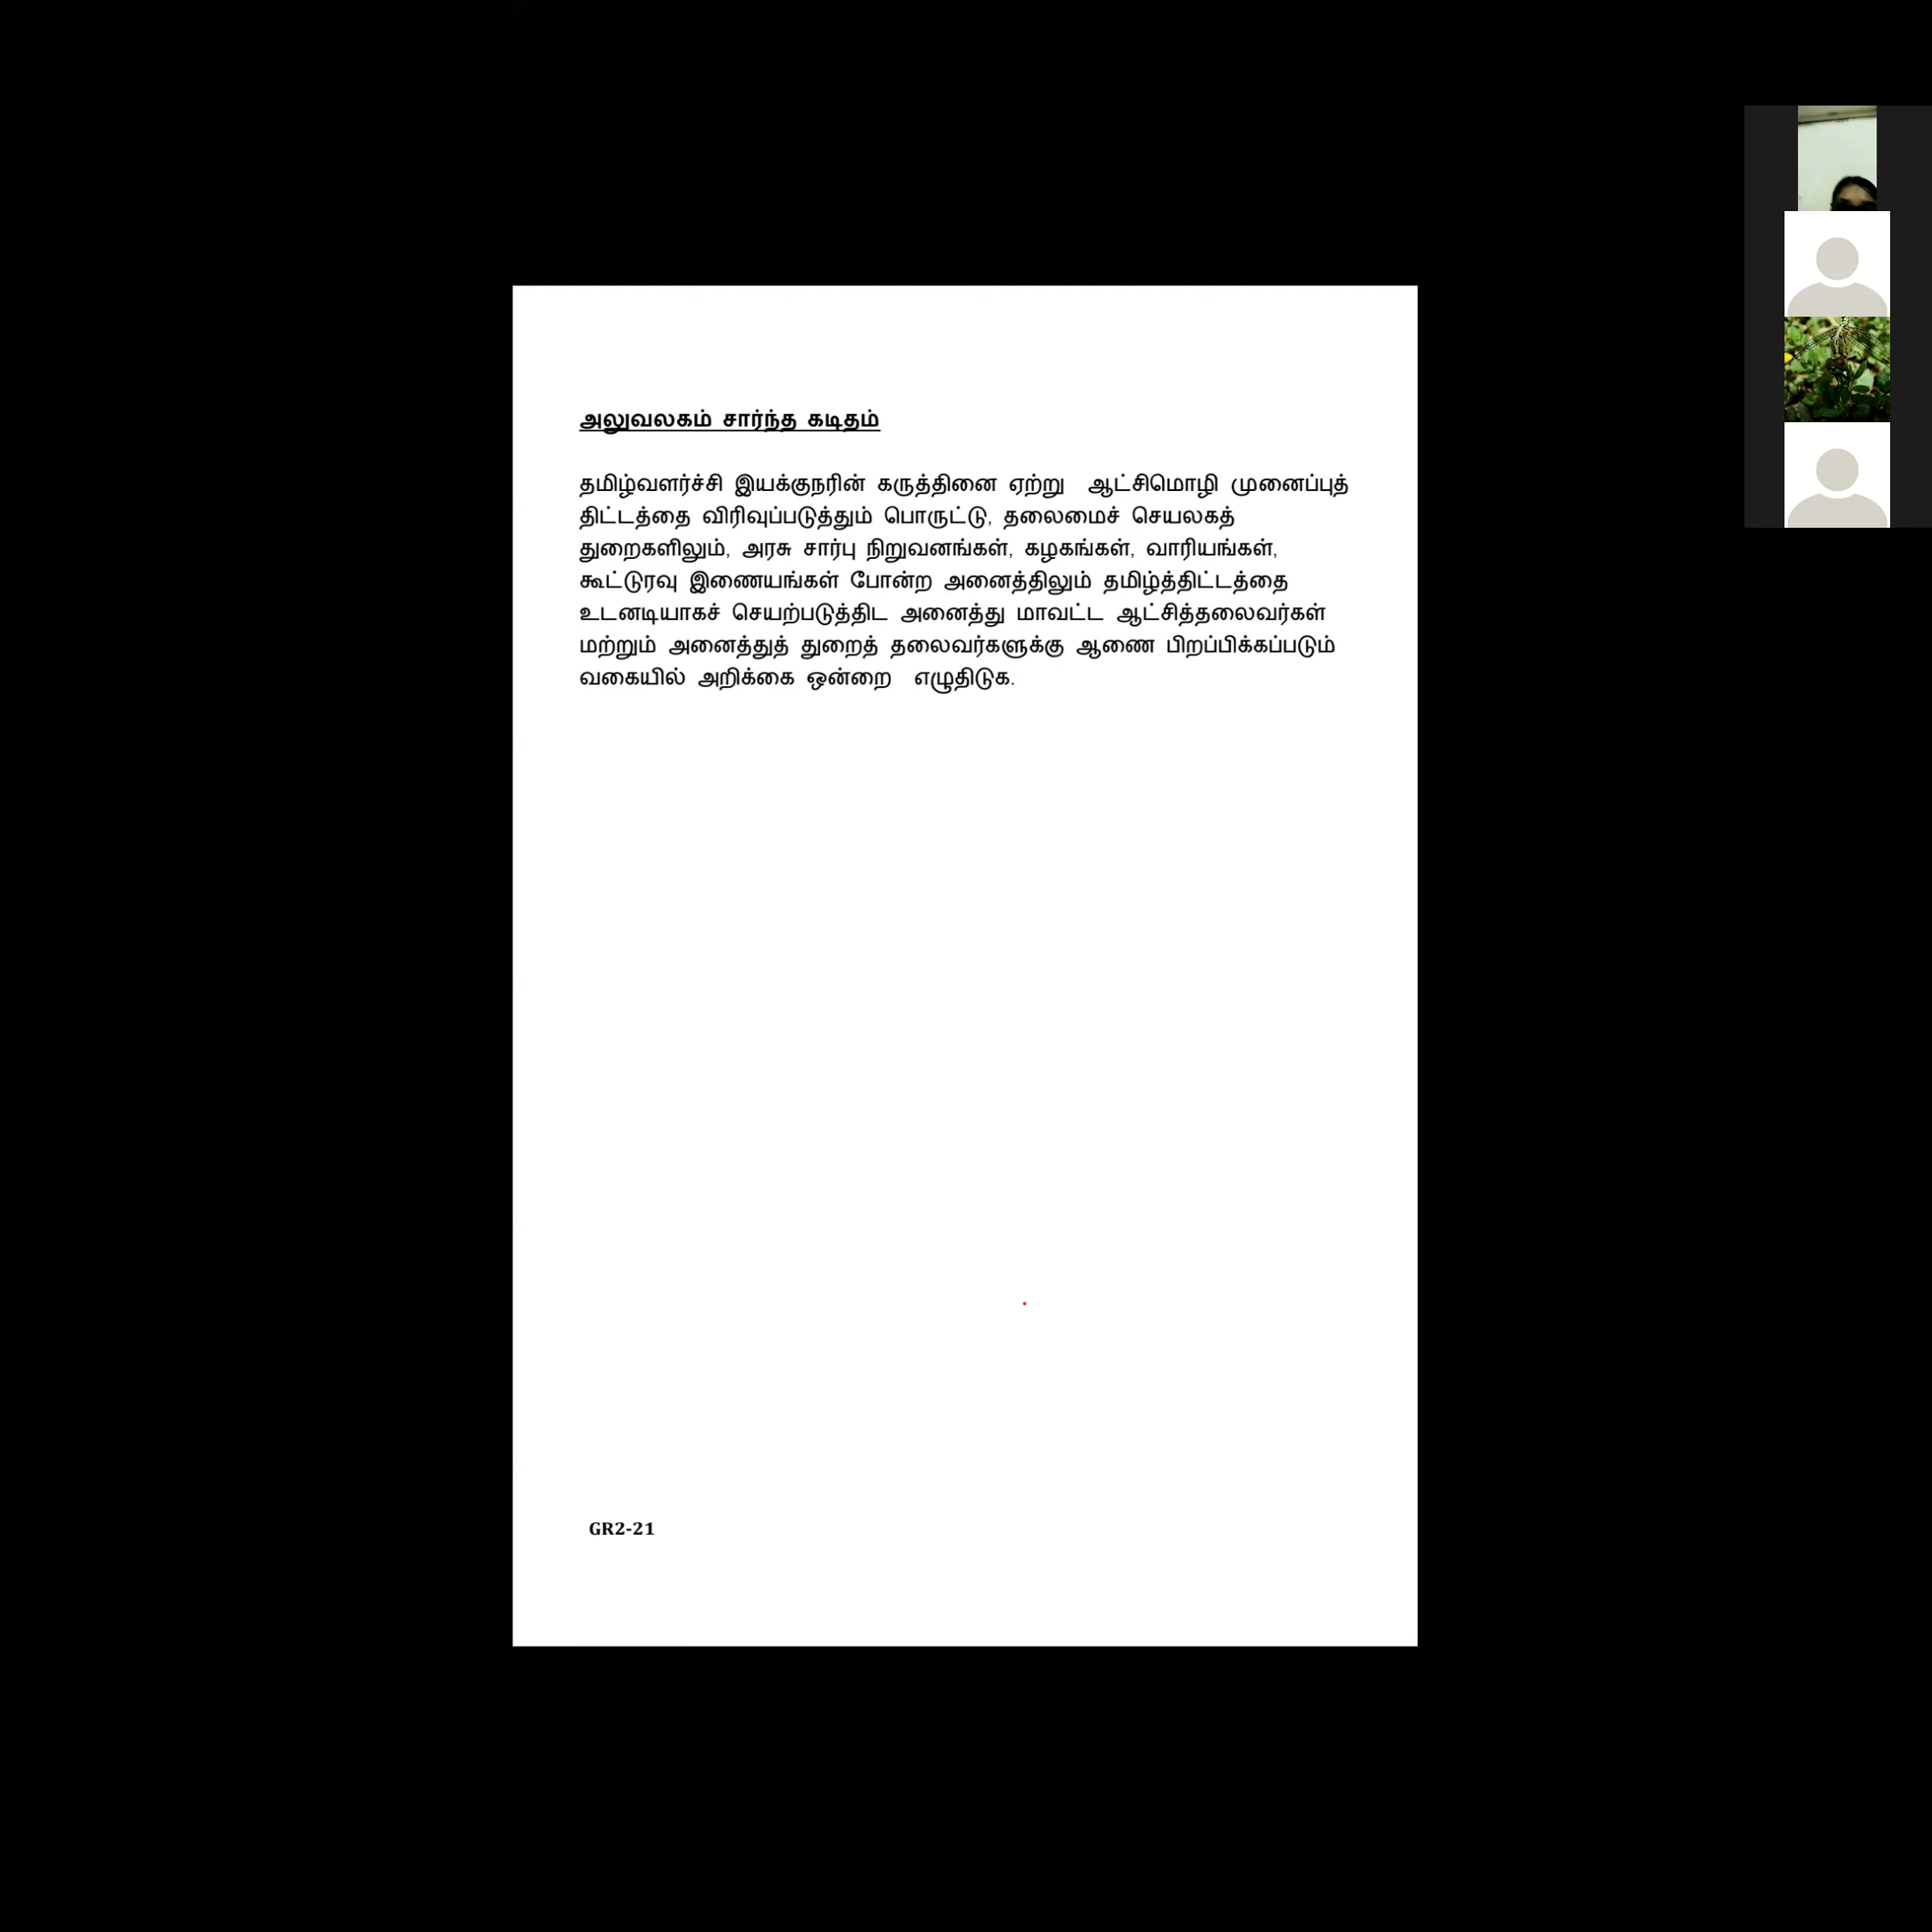 அலுவலகம் சார்ந்த கடிதம்
தமிழ்வளர்ச்சி இயக்குநரின் கருத்தினை ஏற்று ஆட்சிமொழி முனைப்புத்
திட்டத்தை விரிவுப்படுத்தும் பொருட்டு, தலைமைச் செயலகத்
துறைகளிலும், அரசு சார்பு நிறுவனங்கள், கழகங்கள், வாரியங்கள்,
கூட்டுரவு இணையங்கள் போன்ற அனைத்திலும் தமிழ்த்திட்டத்தை
உடனடியாகச் செயற்படுத்திட அனைத்து மாவட்ட ஆட்சித்தலைவர்கள்
மற்றும் அனைத்துத் துறைத் தலைவர்களுக்கு ஆணை பிறப்பிக்கப்படும்
வகையில் அறிக்கை ஒன்றை எழுதிடுக.
GR2-21